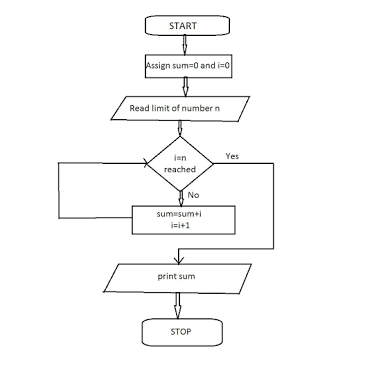 START
Assign sum=0 and i=0
Read limit of number n
i=n
reached
Yes
No
sum=sum+i
i=i+1
print sum
STOP